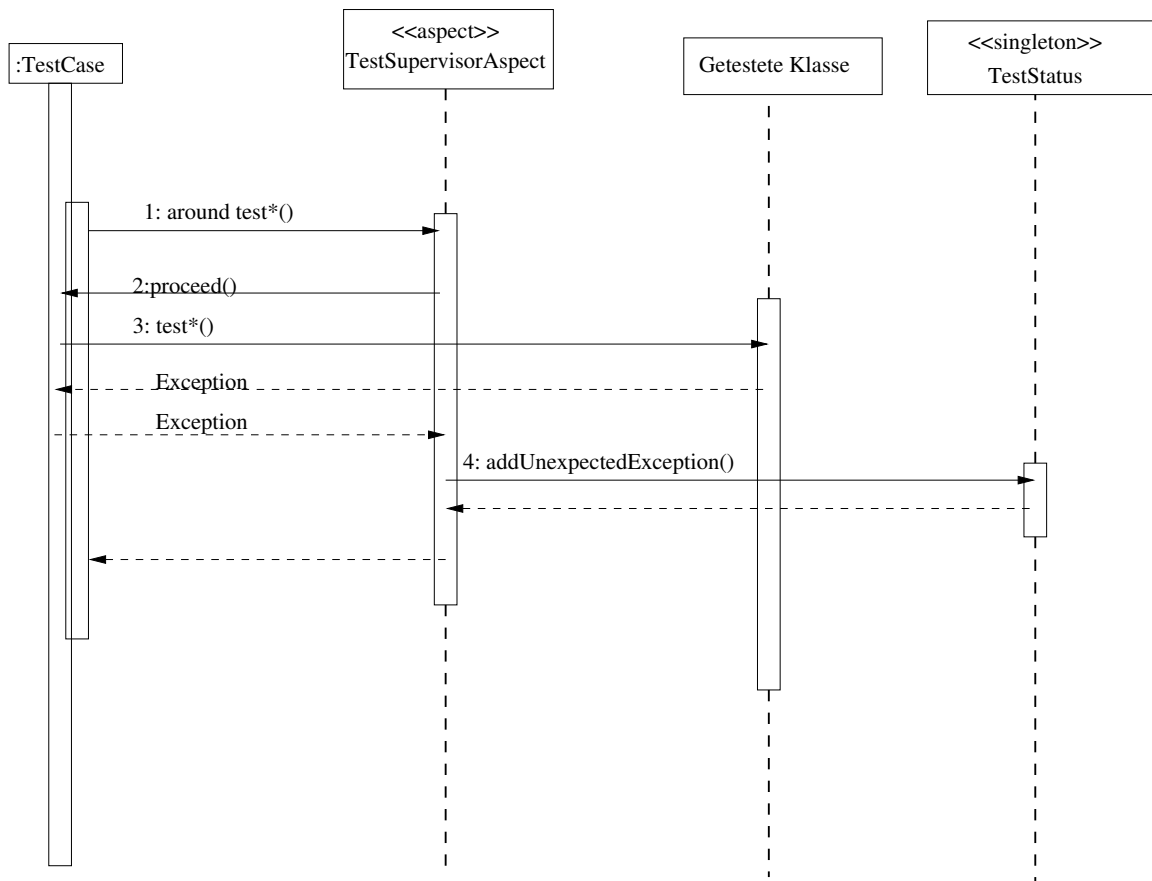 :TestCase
<<aspect>>
TestSupervisorAspect
Getestete Klasse
<<singleton>>
TestStatus
1: around test*()
2:proceed()
3: test*()
Exception
Exception
4: addUnexpectedException()